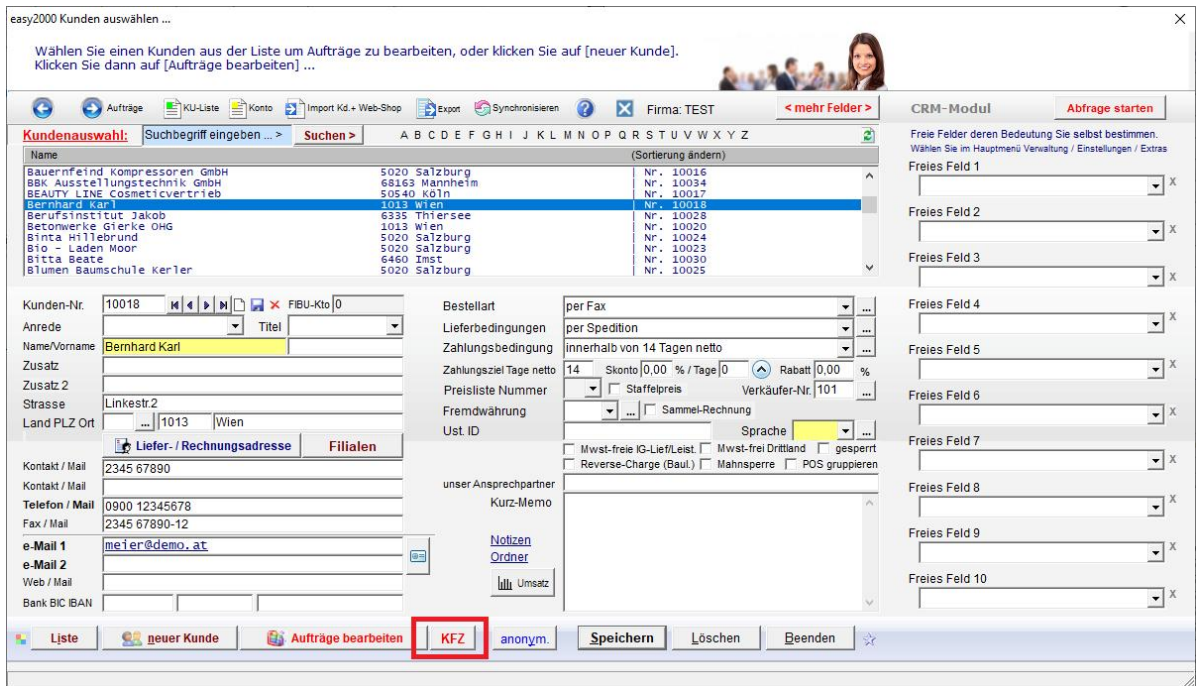 easy2000 Kunden auswählen ...
Wählen Sie einen Kunden aus der Liste um Aufträge zu bearbeiten, oder klicken Sie auf [neuer Kunde].
Klicken Sie dann auf [Aufträge bearbeiten] ...
Aufträge KU-Liste Konto Import Kd.+ Web-Shop Export Synchronisieren Firma: TEST < mehr Felder >
CRM-Modul Abfrage starten
Kundenauswahl: Suchbegriff eingeben ... > Suchen > A B C D E F G H I J K L M N O P Q R S T U V W X Y Z
Name (Sortierung ändern)
Bauernfeind Kompressoren GmbH 5020 Salzburg | Nr. 10016
BBK Ausstellungstechnik GmbH 68163 Mannheim | Nr. 10034
BEAUTY LINE Cosmeticvertrieb 50540 Köln | Nr. 10017
Bernhard Karl 1013 Wien | Nr. 10018
Berufsinstitut Jakob 6335 Thiersee | Nr. 10028
Betonwerke Gierke OHG 1013 Wien | Nr. 10020
Binta Hillebrund 5020 Salzburg | Nr. 10024
Bio - Laden Moor 5020 Salzburg | Nr. 10023
Bitta Beate 6460 Imst | Nr. 10030
Blumen Baumschule Kerler 5020 Salzburg | Nr. 10025
Kunden-Nr. 10018 FIBU-Kto 0
Anrede Titel
Name/Vorname Bernhard Karl
Zusatz
Zusatz 2
Strasse Linkestr.2
Land PLZ Ort ... 1013 Wien
Liefer- / Rechnungsadresse Filialen
Kontakt / Mail 2345 67890
Kontakt / Mail
Telefon / Mail 0900 12345678
Fax / Mail 2345 67890-12
e-Mail 1 meier@demo.at
e-Mail 2
Web / Mail
Bank BIC IBAN
Bestellart per Fax ...
Lieferbedingungen per Spedition ...
Zahlungsbedingung innerhalb von 14 Tagen netto ...
Zahlungsziel Tage netto 14 Skonto 0,00 % / Tage 0 Rabatt 0,00 %
Preisliste Nummer Staffelpreis Verkäufer-Nr. 101 ...
Fremdwährung ... Sammel-Rechnung
Ust. ID Sprache ...
Mwst-freie IG-Lief/Leist. Mwst-frei Drittland gesperrt
Reverse-Charge (Baul.) Mahnsperre POS gruppieren
unser Ansprechpartner
Kurz-Memo
Notizen
Ordner
Umsatz
Freie Felder deren Bedeutung Sie selbst bestimmen.
Wählen Sie im Hauptmenü Verwaltung / Einstellungen / Extras
Freies Feld 1
X
Freies Feld 2
X
Freies Feld 3
X
Freies Feld 4
X
Freies Feld 5
X
Freies Feld 6
X
Freies Feld 7
X
Freies Feld 8
X
Freies Feld 9
X
Freies Feld 10
X
Liste neuer Kunde Aufträge bearbeiten KFZ anonym. Speichern Löschen Beenden